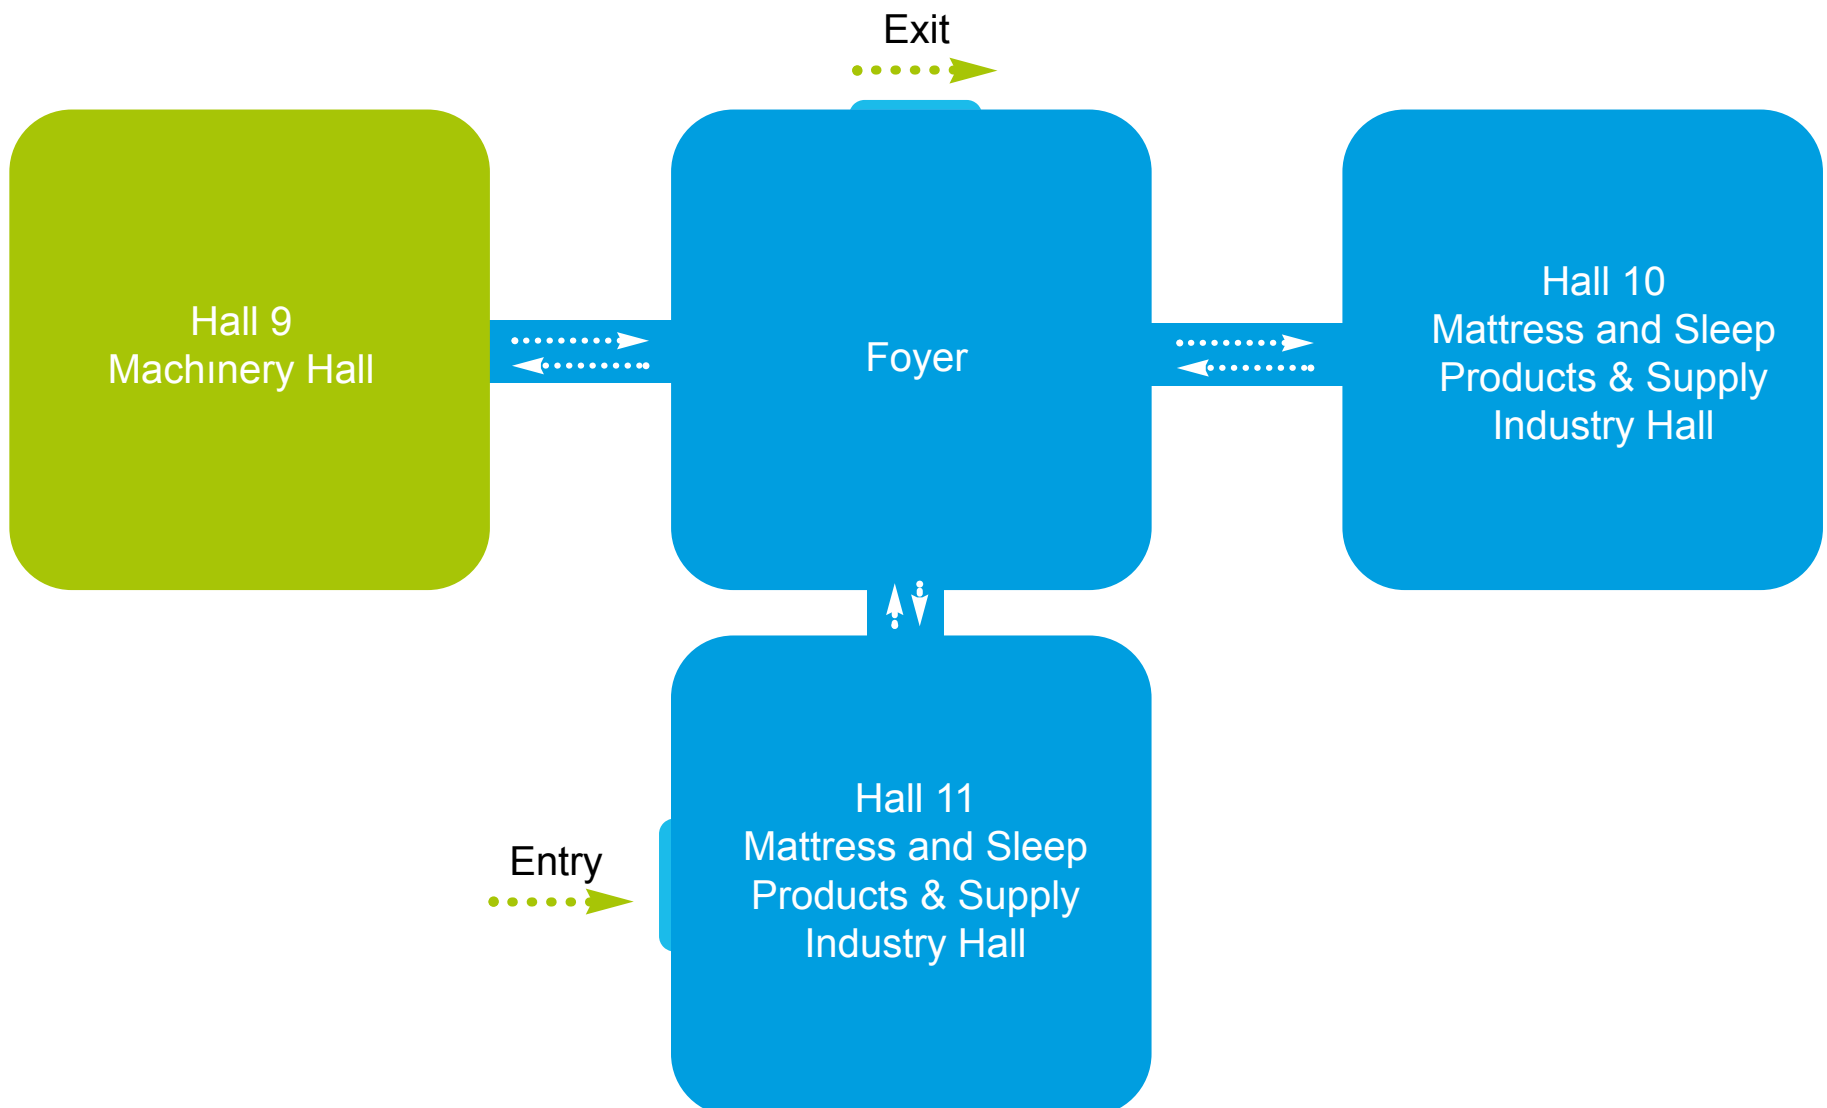 Exit
Hall 9
Machınery Hall
Foyer
Hall 10
Mattress and Sleep
Products & Supply
Industry Hall
Entry
Hall 11
Mattress and Sleep
Products & Supply
Industry Hall